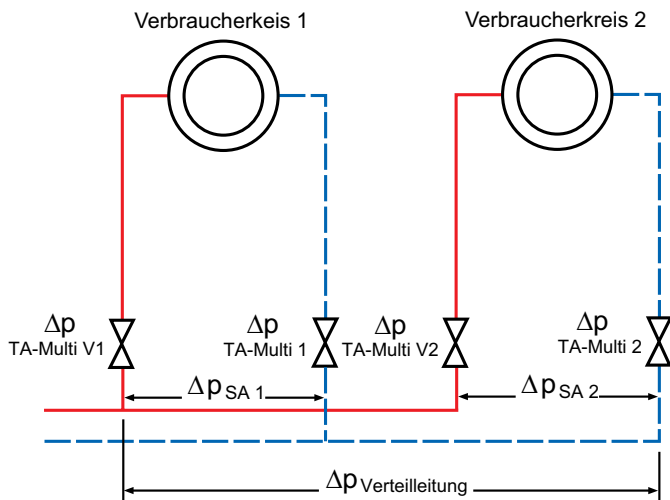 Verbraucherkeis 1
Verbraucherkreis 2
Δp
TA-Multi V1
Δp
TA-Multi 1
Δp
TA-Multi V2
Δp
TA-Multi 2
Δp SA 1
Δp SA 2
Δp Verteilleitung